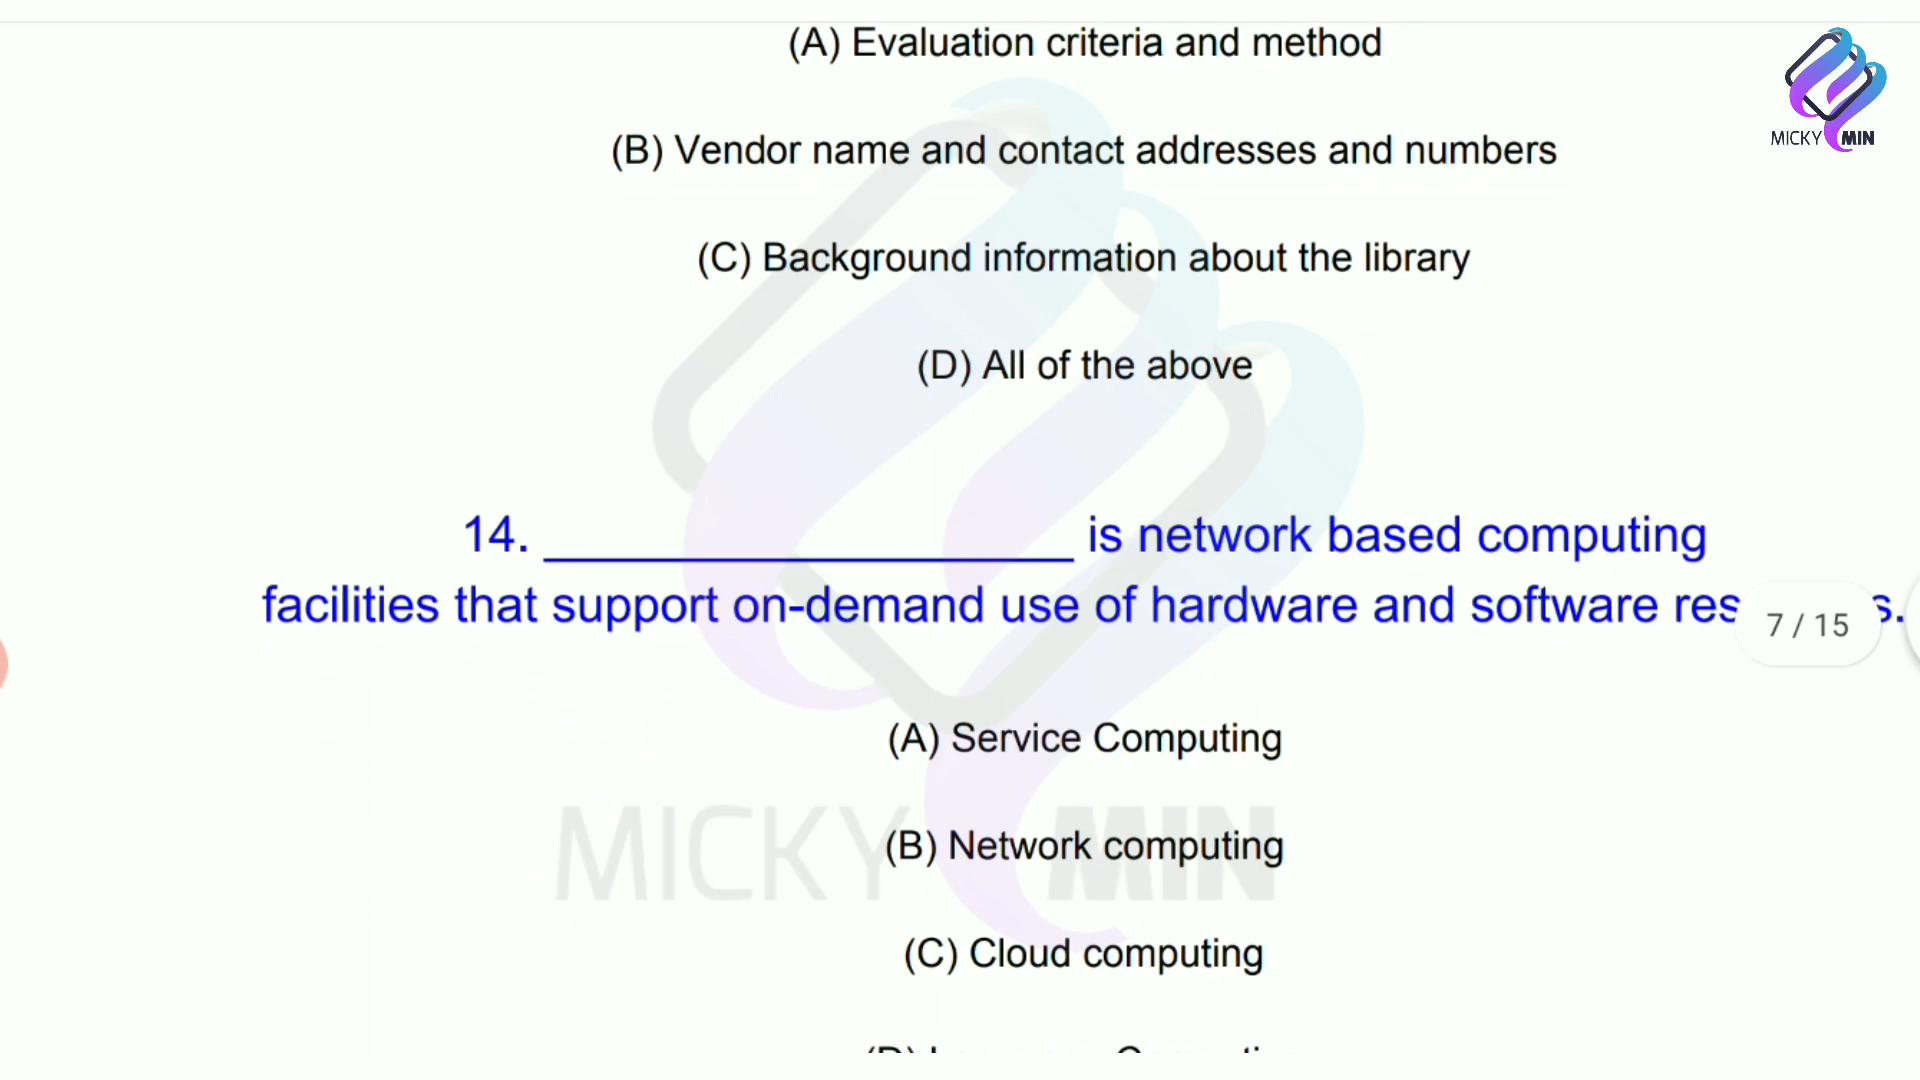 (A) Evaluation criteria and method
MICKY MIN
(B) Vendor name and contact addresses and numbers
(C) Background information about the library
(D) All of the above
14. ____________________ is network based computing
facilities that support on-demand use of hardware and software
7 / 15
(A) Service Computing
MICKY MIN
(B) Network computing
(C) Cloud computing